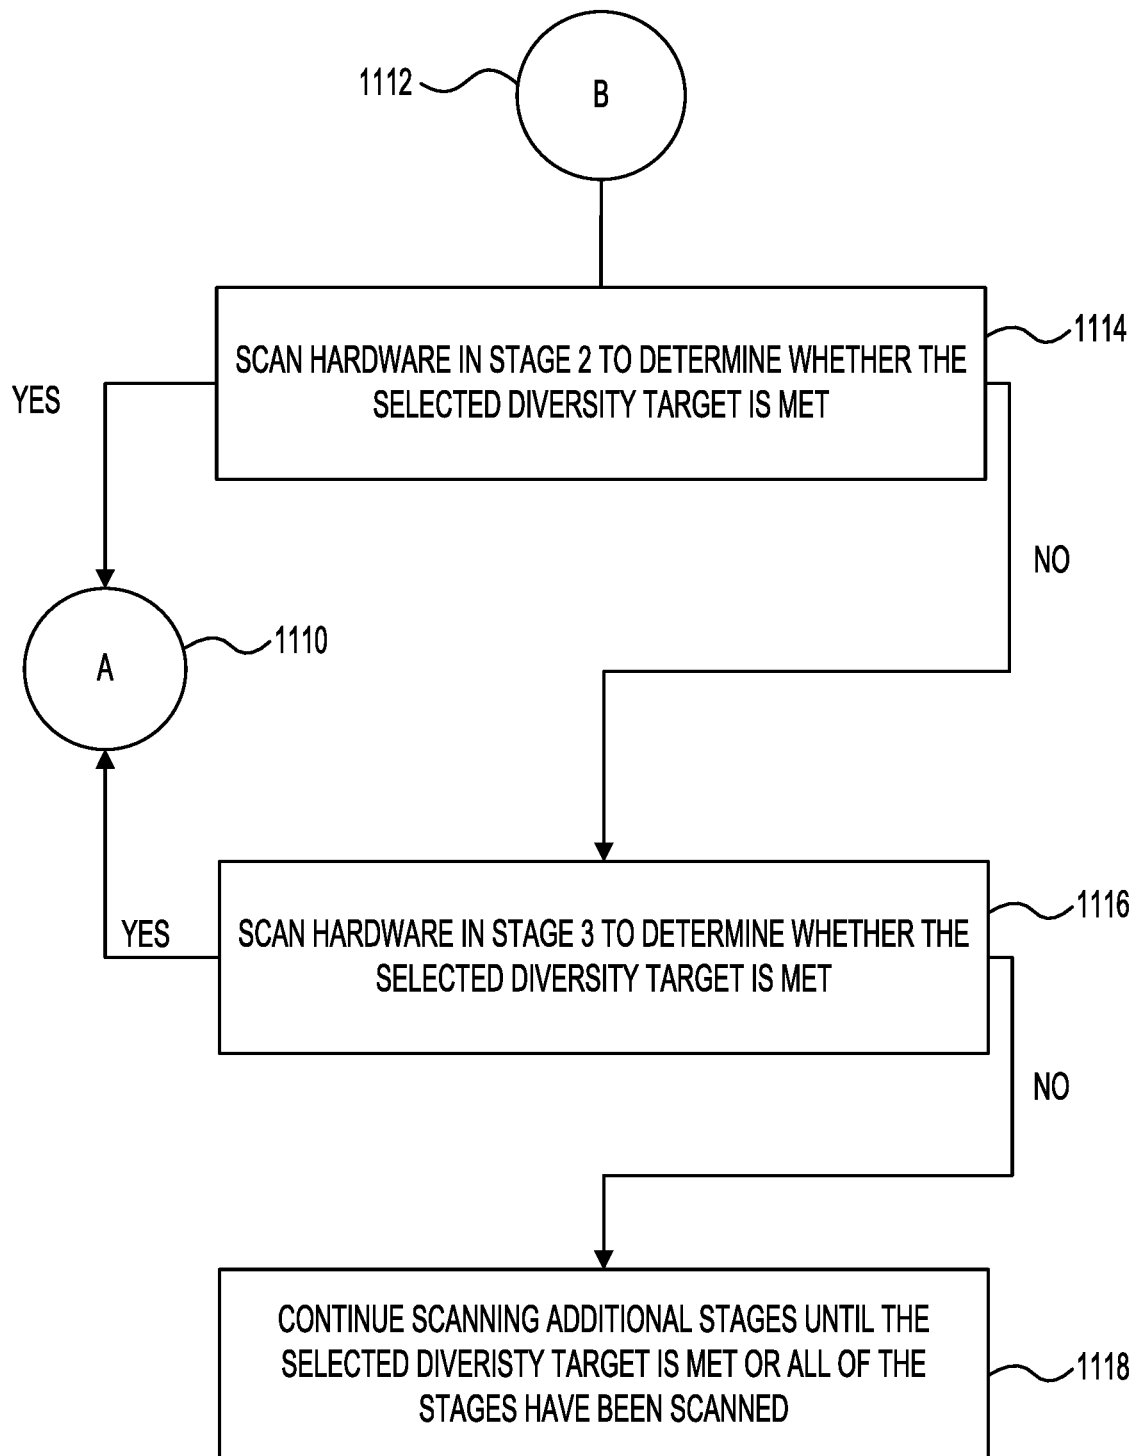 1112
B
1114
SCAN HARDWARE IN STAGE 2 TO DETERMINE WHETHER THE
SELECTED DIVERSITY TARGET IS MET
YES
NO
A
1110
1116
YES
SCAN HARDWARE IN STAGE 3 TO DETERMINE WHETHER THE
SELECTED DIVERSITY TARGET IS MET
NO
CONTINUE SCANNING ADDITIONAL STAGES UNTIL THE
SELECTED DIVERISTY TARGET IS MET OR ALL OF THE
STAGES HAVE BEEN SCANNED
1118